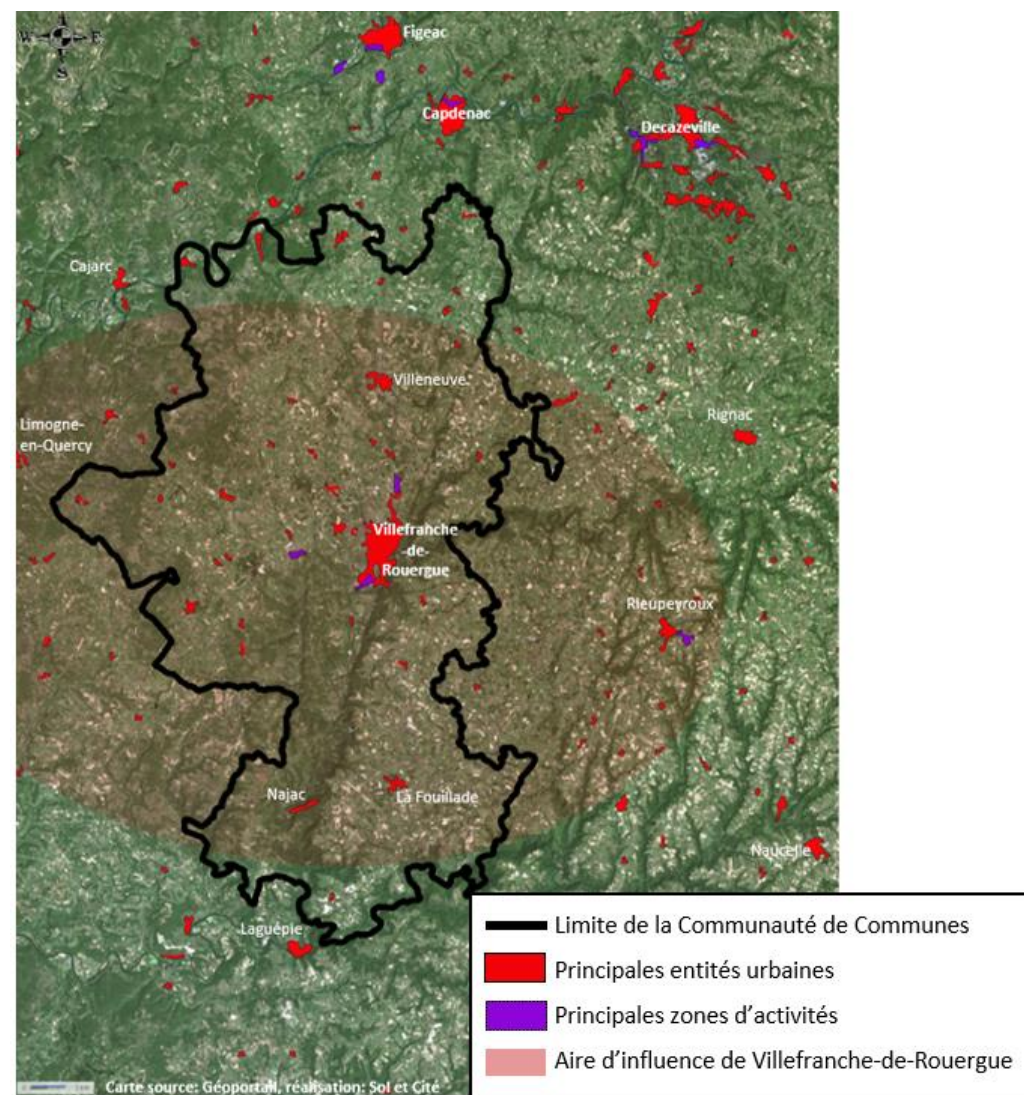 W E
S
Figeac
Capdenac
Decazeville
Cajarc
Villeneuve
Limogne-
en-Quercy
Rignac
Villefranche
-de-
Rouergue
Rieupeyroux
Najac
La Fouillade
Naucelle
Laguépie
Limite de la Communauté de Communes
Principales entités urbaines
Principales zones d'activités
Aire d'influence de Villefranche-de-Rouergue
Carte source: Géoportail, réalisation: Sol et Cité